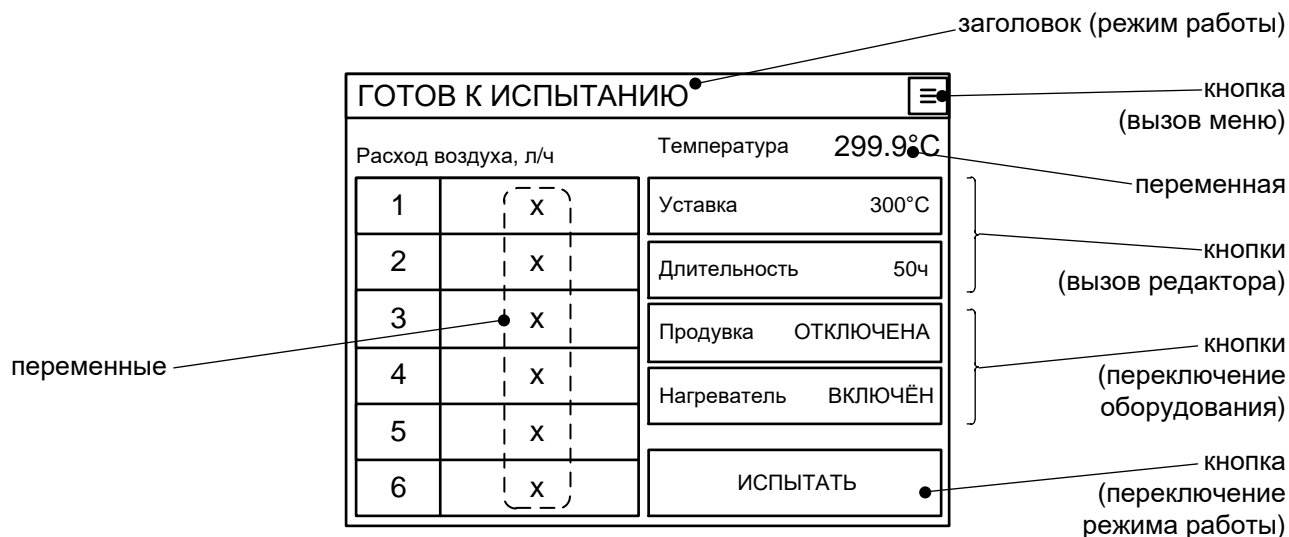 заголовок (режим работы)
ГОТОВ К ИСПЫТАНИЮ
кнопка
(вызов меню)
Расход воздуха, л/ч
Температура 299.9°C
переменная
1 x
2 x
3 x
4 x
5 x
6 x
переменные
Уставка 300°C
Длительность 50ч
кнопки
(вызов редактора)
Продувка ОТКЛЮЧЕНА
Нагреватель ВКЛЮЧЁН
кнопки
(переключение
оборудования)
ИСПЫТАТЬ
кнопка
(переключение
режима работы)